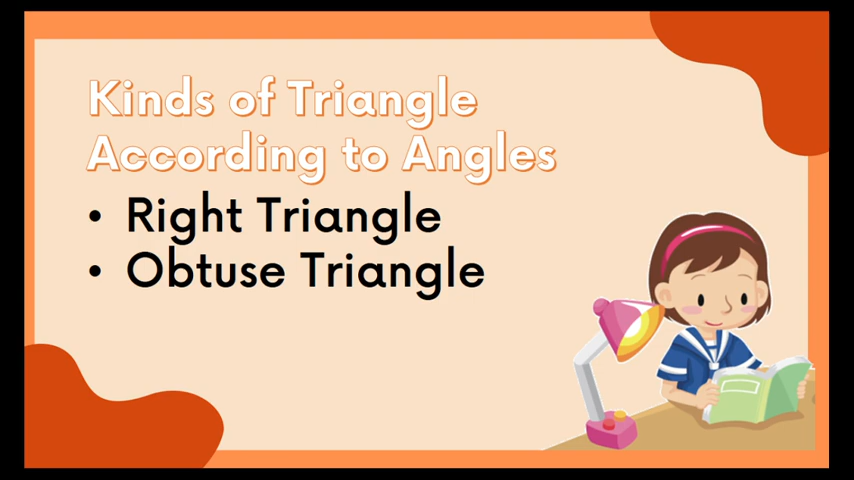 Kinds of Triangle
According to Angles
• Right Triangle
• Obtuse Triangle